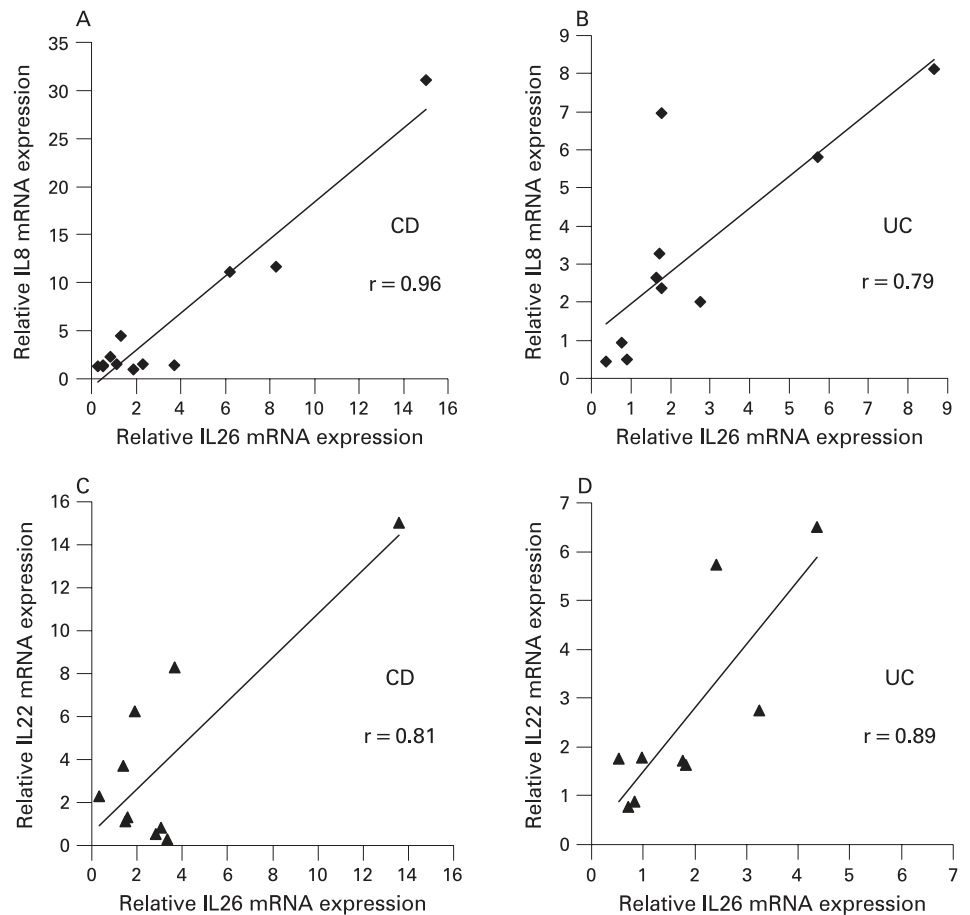 A
Relative IL8 mRNA expression
35
30
25
20
15
10
5
0
0 2 4 6 8 10 12 14 16
Relative IL26 mRNA expression
CD
r = 0.96
B
Relative IL8 mRNA expression
9
8
7
6
5
4
3
2
1
0
0 1 2 3 4 5 6 7 8 9
Relative IL26 mRNA expression
UC
r = 0.79
C
Relative IL22 mRNA expression
16
14
12
10
8
6
4
2
0
0 2 4 6 8 10 12 14 16
Relative IL26 mRNA expression
CD
r = 0.81
D
Relative IL22 mRNA expression
7
6
5
4
3
2
1
0
0 1 2 3 4 5 6 7
Relative IL26 mRNA expression
UC
r = 0.89